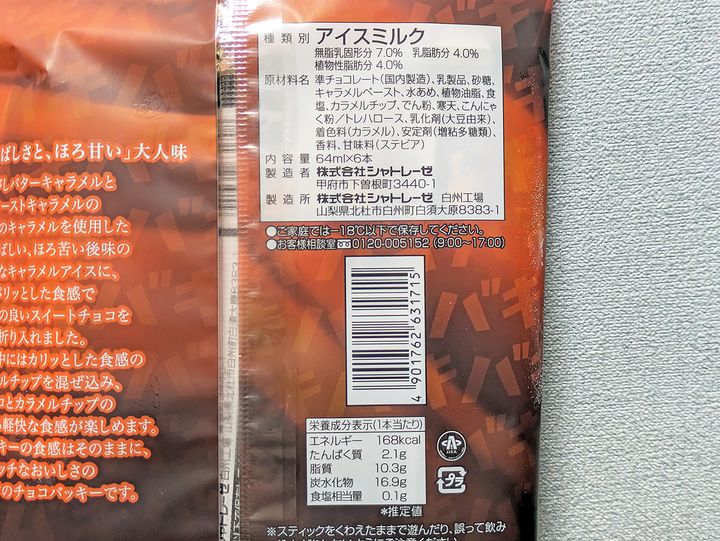 種類別 アイスミルク
無脂乳固形分 7.0% 乳脂肪分 4.0%
植物性脂肪分 4.0%
原材料名 準チョコレート(国内製造)、乳製品、砂糖、
キャラメルペースト、水あめ、植物油脂、食
塩、カラメルチップ、でん粉、寒天、こんにゃ
く粉/トレハロース、乳化剤(大豆由来)、
着色料(カラメル)、安定剤(増粘多糖類)、
香料、甘味料(ステビア)
内容量 64ml×6本
製造者 株式会社シャトレーゼ
甲府市下曽根町3440-1
製造所 株式会社シャトレーゼ 白州工場
山梨県北杜市白州町白須大原8383-1
●ご家庭では−18℃以下で保存してください。
●お客様相談室 0120-005152 (9:00〜17:00)
4 901762 631715
栄養成分表示(1本当たり)
エネルギー 168kcal
たんぱく質 2.1g
脂質 10.3g
炭水化物 16.9g
食塩相当量 0.1g
*推定値
プラ
※スティックをくわえたままで遊んだり、誤って飲み
ばしさと、ほろ甘い」大人味
バターキャラメルと
ーストキャラメルの
のキャラメルを使用した
ばしい、ほろ苦い後味の
なキャラメルアイスに、
パリッとした食感で
の良いスイートチョコを
折り入れました。
中にはカリッとした食感の
ルチップを混ぜ込み、
コとカラメルチップの
軽快な食感が楽しめます。
キーの食感はそのままに、
ッチなおいしさの
のチョコバッキーです。